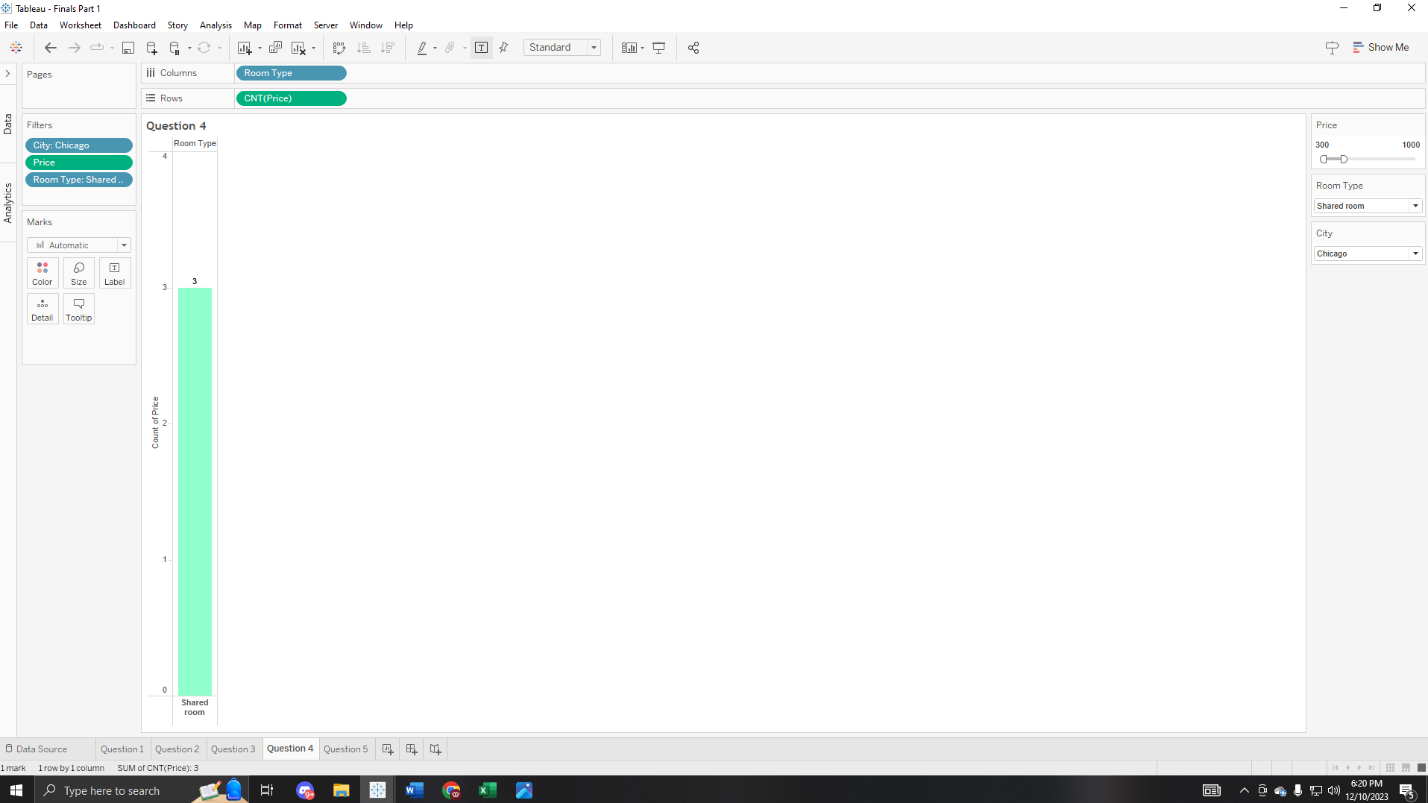 Tableau - Finals Part 1
File Data Worksheet Dashboard Story Analysis Map Format Server Window Help
Standard
Show Me
Pages
Columns
Room Type
Rows
CNT(Price)
Data
Analytics
Filters
City: Chicago
Price
Room Type: Shared ..
Marks
Automatic
Color
Size
Label
Detail
Tooltip
Question 4
Room Type
4
3
2
1
0
3
Count of Price
Shared
room
Price
300 1000
Room Type
Shared room
City
Chicago
Data Source Question 1 Question 2 Question 3 Question 4 Question 5
1 mark 1 row by 1 column SUM of CNT(Price): 3
Type here to search
6:20 PM
12/10/2023
5